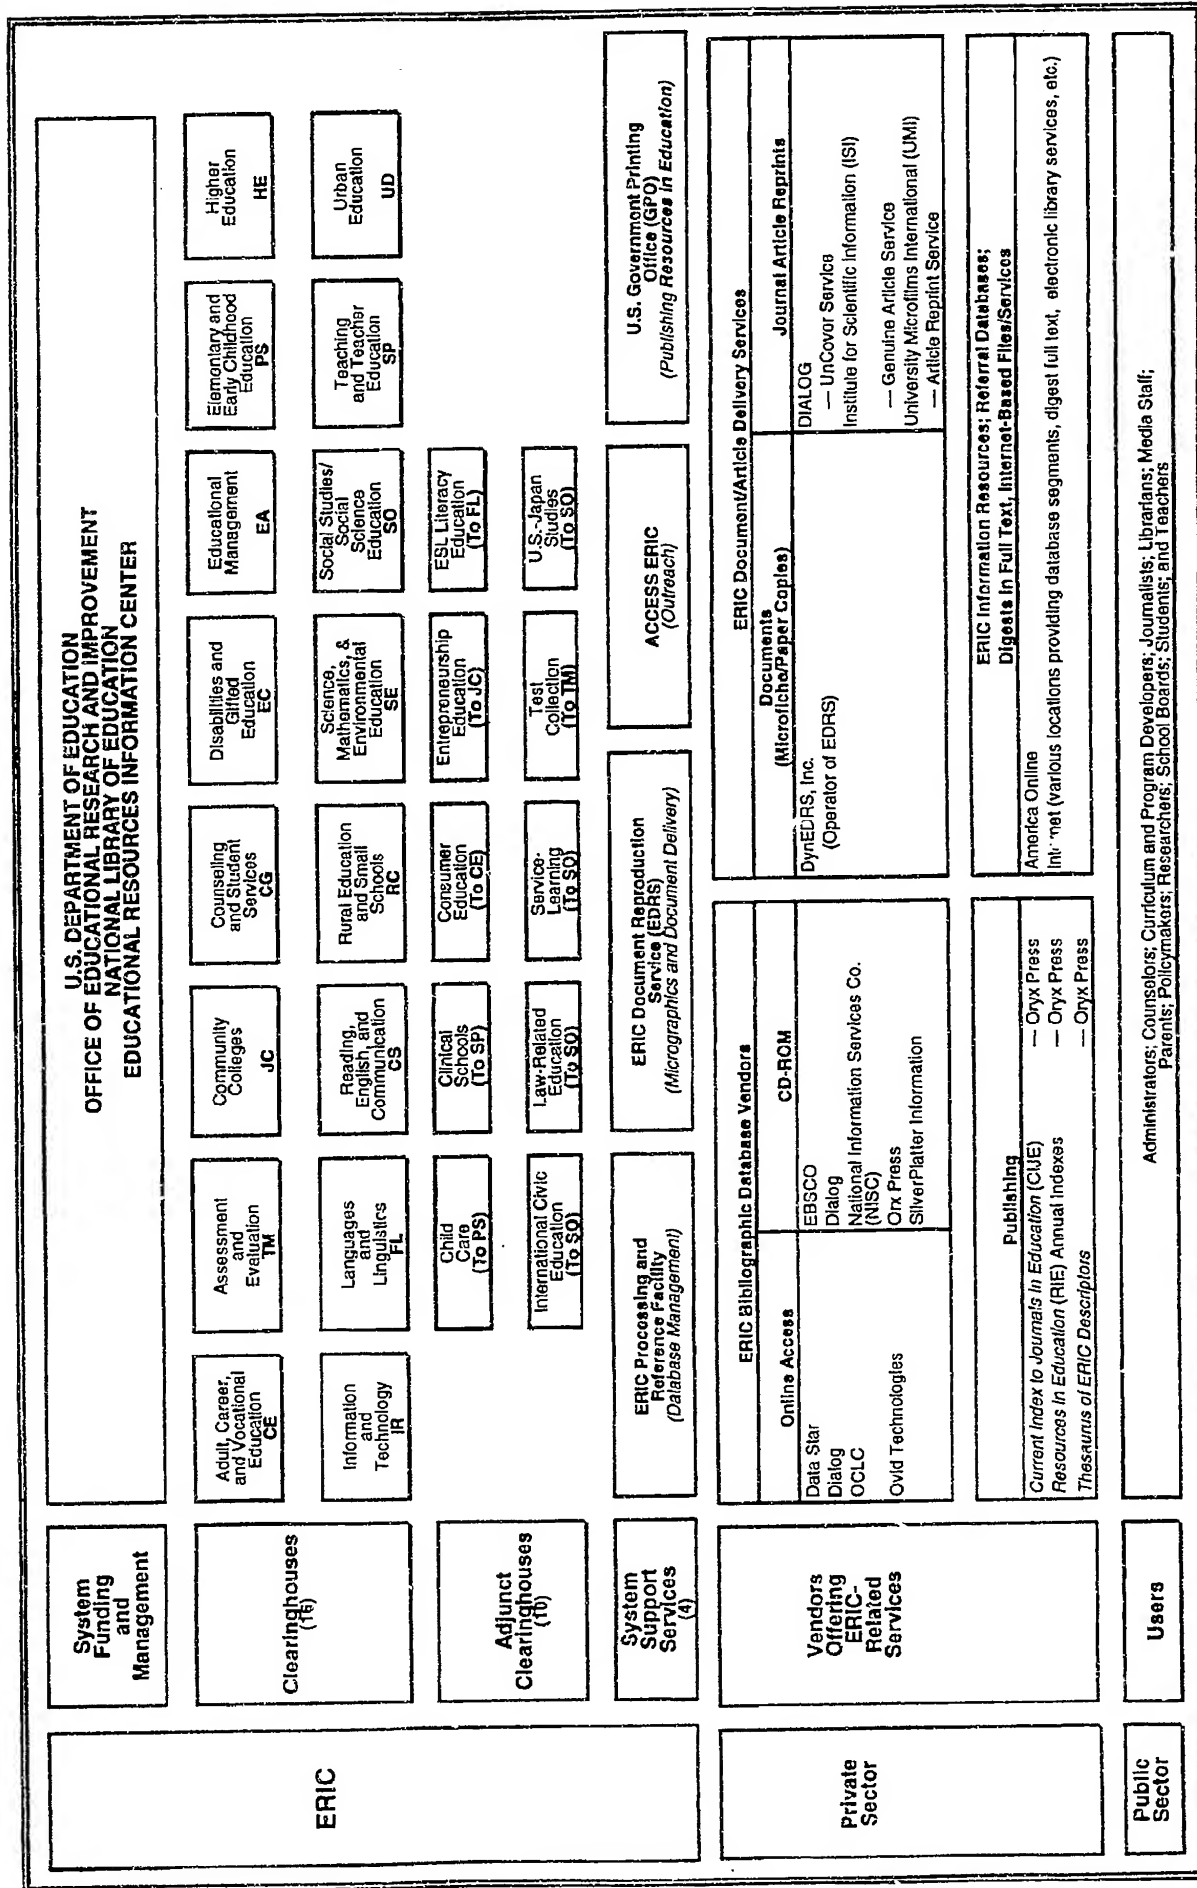 ERIC
System
Funding
and
Management
U.S. DEPARTMENT OF EDUCATION
OFFICE OF EDUCATIONAL RESEARCH AND IMPROVEMENT
NATIONAL LIBRARY OF EDUCATION
EDUCATIONAL RESOURCES INFORMATION CENTER
Clearinghouses
(16)
Adult, Career,
and Vocational
Education
CE
Assessment
and
Evaluation
TM
Community
Colleges
JC
Counseling
and Student
Services
CG
Disabilities and
Gifted
Education
EC
Educational
Management
EA
Elementary and
Early Childhood
Education
PS
Higher
Education
HE
Information
and
Technology
IR
Languages
and
Linguistics
FL
Reading,
English, and
Communication
CS
Rural Education
and Small
Schools
RC
Science,
Mathematics, &
Environmental
Education
SE
Social Studies/
Social
Science
Education
SO
Teaching
and Teacher
Education
SP
Urban
Education
UD
Adjunct
Clearinghouses
(10)
Child
Care
(To PS)
Clinical
Schools
(To SP)
Consumer
Education
(To CE)
Entrepreneurship
Education
(To JC)
ESL Literacy
Education
(To FL)
International Civic
Education
(To SO)
Law-Related
Education
(To SO)
Service-
Learning
(To SO)
Test
Collection
(To TM)
U.S.-Japan
Studies
(To SO)
System
Support
Services
(4)
ERIC Processing and
Reference Facility
(Database Management)
ERIC Document Reproduction
Service (EDRS)
(Micrographics and Document Delivery)
ACCESS ERIC
(Outreach)
U.S. Government Printing
Office (GPO)
(Publishing Resources in Education)
Private
Sector
Vendors
Offering
ERIC-
Related
Services
ERIC Bibliographic Database Vendors
Online Access
Data Star
Dialog
OCLC
Ovid Technologies
CD-ROM
EBSCO
Dialog
National Information Services Co.
(NISC)
Orx Press
SilverPlatter Information
ERIC Document/Article Delivery Services
Documents
(Microfiche/Paper Copies)
DynEDRS, Inc.
(Operator of EDRS)
Journal Article Reprints
DIALOG
— UnCover Service
Institute for Scientific Information (ISI)
— Genuine Article Service
University Microfilms International (UMI)
— Article Reprint Service
Publishing
Current Index to Journals in Education (CIJE) — Oryx Press
Resources in Education (RIE) Annual Indexes — Oryx Press
Thesaurus of ERIC Descriptors — Oryx Press
ERIC Information Resources; Referral Databases;
Digests in Full Text, Internet-Based Files/Services
America Online
Internet (various locations providing database segments, digest full text, electronic library services, etc.)
Public
Sector
Users
Administrators; Counselors; Curriculum and Program Developers; Journalists; Librarians; Media Staff;
Parents; Policymakers; Researchers; School Boards; Students; and Teachers